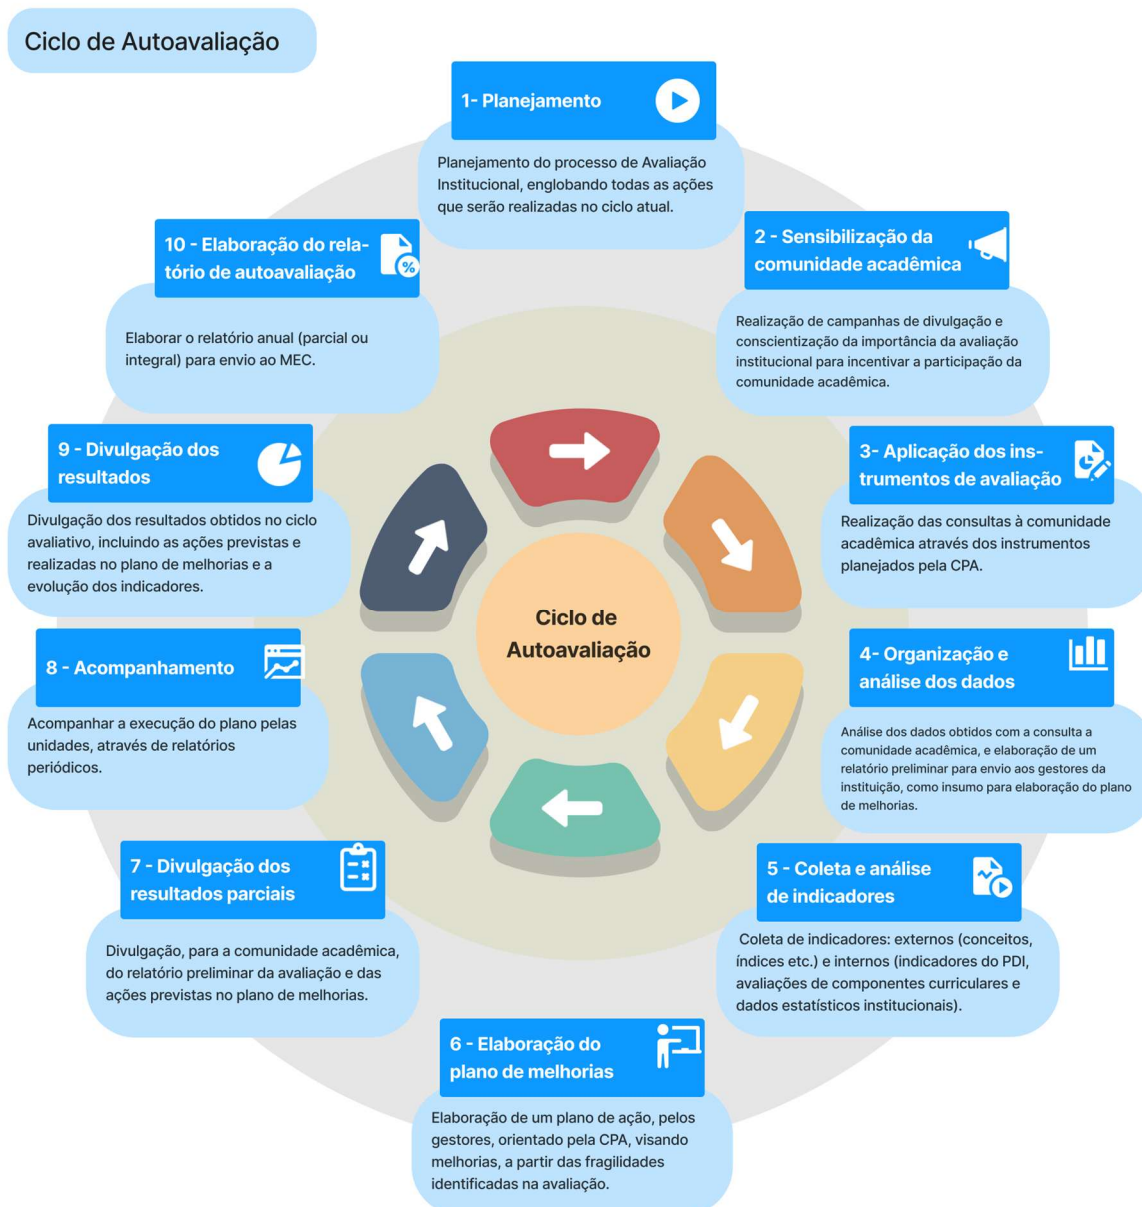 Ciclo de Autoavaliação
1- Planejamento
Planejamento do processo de Avaliação
Institucional, englobando todas as ações
que serão realizadas no ciclo atual.
2 - Sensibilização da
comunidade acadêmica
Realização de campanhas de divulgação e
conscientização da importância da avaliação
institucional para incentivar a participação da
comunidade acadêmica.
3- Aplicação dos ins-
trumentos de avaliação
Realização das consultas à comunidade
acadêmica através dos instrumentos
planejados pela CPA.
4- Organização e
análise dos dados
Análise dos dados obtidos com a consulta a
comunidade acadêmica, e elaboração de um
relatório preliminar para envio aos gestores da
instituição, como insumo para elaboração do plano
de melhorias.
5 - Coleta e análise
de indicadores
Coleta de indicadores: externos (conceitos,
índices etc.) e internos (indicadores do PDI,
avaliações de componentes curriculares e
dados estatísticos institucionais).
6 - Elaboração do
plano de melhorias
Elaboração de um plano de ação, pelos
gestores, orientado pela CPA, visando
melhorias, a partir das fragilidades
identificadas na avaliação.
7 - Divulgação dos
resultados parciais
Divulgação, para a comunidade acadêmica,
do relatório preliminar da avaliação e das
ações previstas no plano de melhorias.
8 - Acompanhamento
Acompanhar a execução do plano pelas
unidades, através de relatórios
periódicos.
9 - Divulgação dos
resultados
Divulgação dos resultados obtidos no ciclo
avaliativo, incluindo as ações previstas e
realizadas no plano de melhorias e a
evolução dos indicadores.
10 - Elaboração do rela-
tório de autoavaliação
%
Elaborar o relatório anual (parcial ou
integral) para envio ao MEC.
Ciclo de
Autoavaliação